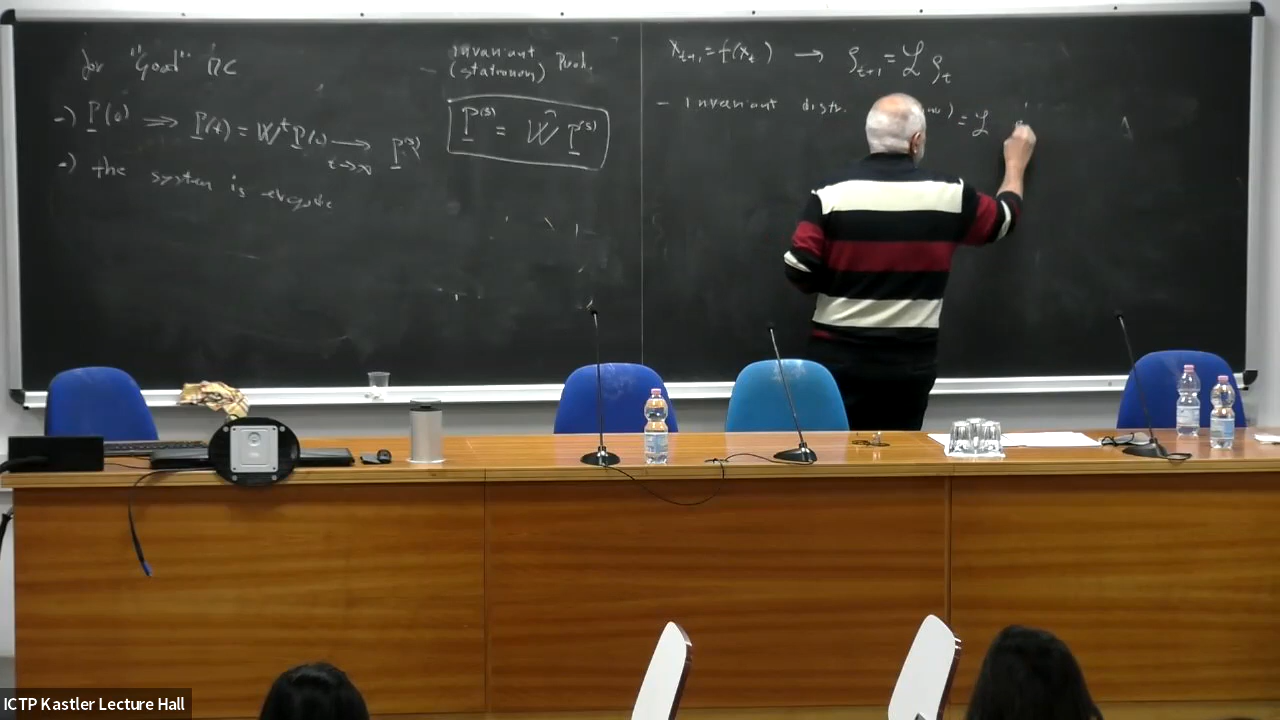 for "Good" MC
-) P(0) => P(t) = W^t P(0) → P^(s)
t→∞
-) the system is ergodic
- invariant Prob.
(stationary)
P^(s) = Ŵ P^(s)
x_{t+1} = f(x_t) → ρ_{t+1} = ℒ ρ_t
- Invariant distr. = ℒ
ICTP Kastler Lecture Hall